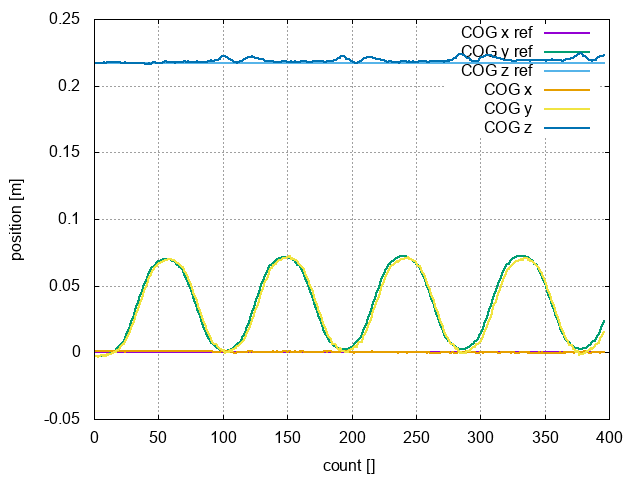 0.25
0.2
0.15
0.1
0.05
0
-0.05
0 50 100 150 200 250 300 350 400
position [m]
count []
COG x ref
COG y ref
COG z ref
COG x
COG y
COG z